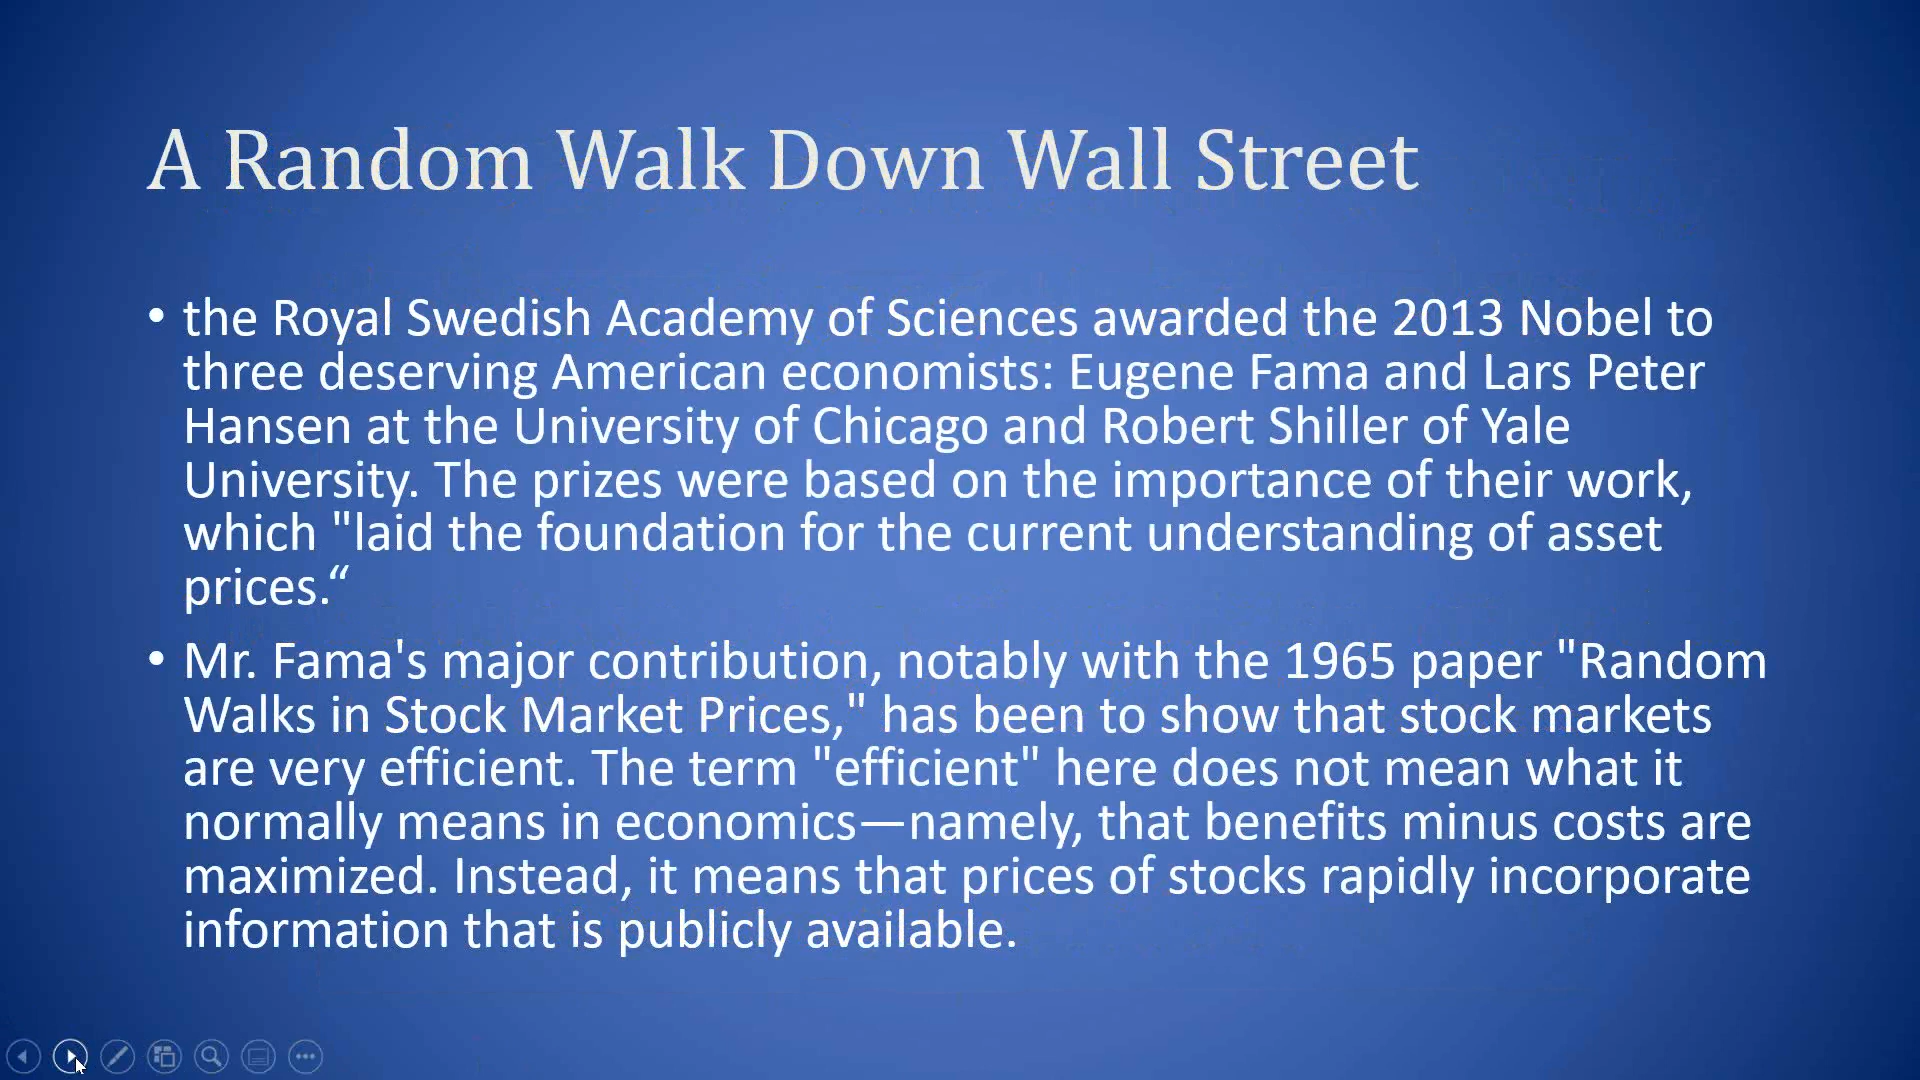 A Random Walk Down Wall Street
• the Royal Swedish Academy of Sciences awarded the 2013 Nobel to
three deserving American economists: Eugene Fama and Lars Peter
Hansen at the University of Chicago and Robert Shiller of Yale
University. The prizes were based on the importance of their work,
which "laid the foundation for the current understanding of asset
prices.“
• Mr. Fama's major contribution, notably with the 1965 paper "Random
Walks in Stock Market Prices," has been to show that stock markets
are very efficient. The term "efficient" here does not mean what it
normally means in economics—namely, that benefits minus costs are
maximized. Instead, it means that prices of stocks rapidly incorporate
information that is publicly available.